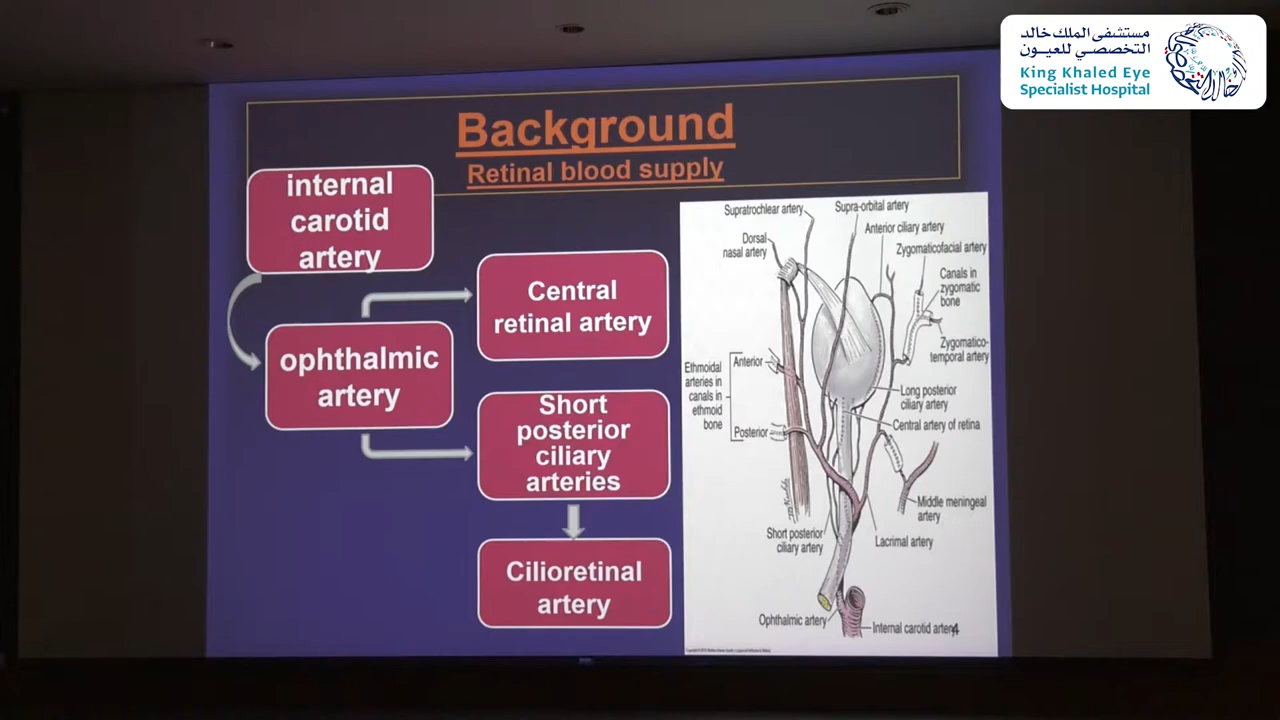 مستشفى الملك خالد
التخصصي للعيون
King Khaled Eye
Specialist Hospital
Background
Retinal blood supply
internal
carotid
artery
ophthalmic
artery
Central
retinal artery
Short
posterior
ciliary
arteries
Cilioretinal
artery
Supratrochlear artery
Supra-orbital artery
Anterior ciliary artery
Dorsal
nasal artery
Zygomaticofacial artery
Canals in
zygomatic
bone
Zygomatico-
temporal artery
Anterior
Ethmoidal
arteries in
canals in
ethmoid
bone
Posterior
Long posterior
ciliary artery
Central artery of retina
Middle meningeal
artery
Short posterior
ciliary artery
Lacrimal artery
Ophthalmic artery
Internal carotid artery
4